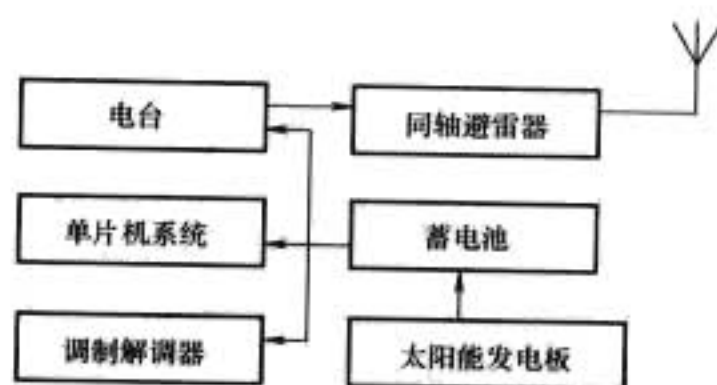 电台
同轴避雷器
单片机系统
蓄电池
调制解调器
太阳能发电板